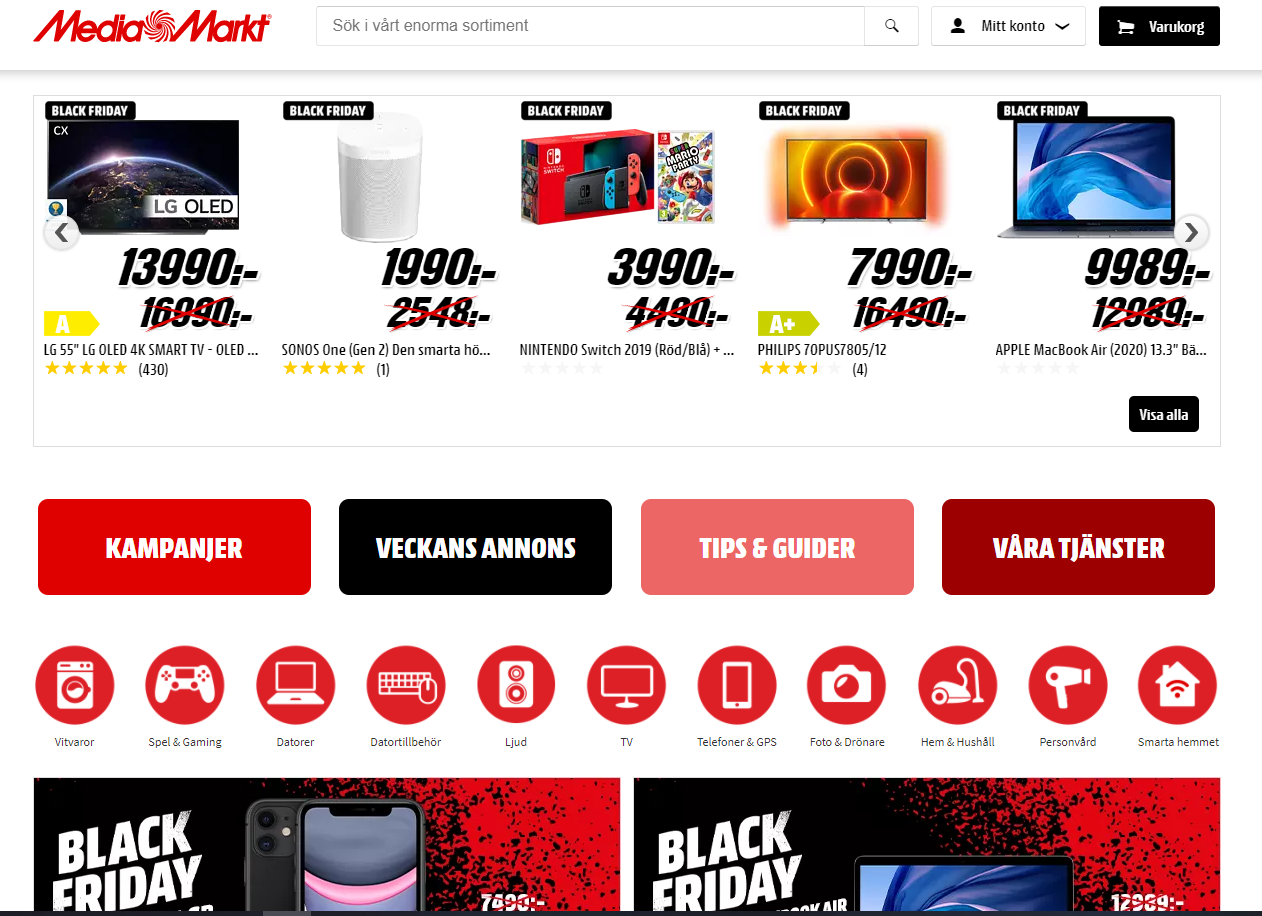 MediaMarkt
Sök i vårt enorma sortiment
Mitt konto
Varukorg
BLACK FRIDAY
BLACK FRIDAY
BLACK FRIDAY
BLACK FRIDAY
BLACK FRIDAY
CX
LG OLED
NINTENDO
SWITCH
SUPER
MARIO
PARTY
13990:-
1990:-
3990:-
7990:-
9989:-
16090:-
2548:-
4490:-
16490:-
12989:-
A
A+
LG 55" LG OLED 4K SMART TV - OLED ...
SONOS One (Gen 2) Den smarta hö...
NINTENDO Switch 2019 (Röd/Blå) + ...
PHILIPS 70PUS7805/12
APPLE MacBook Air (2020) 13.3" Bä...
(430)
(1)
(4)
Visa alla
KAMPANJER
VECKANS ANNONS
TIPS & GUIDER
VÅRA TJÄNSTER
Vitvaror
Spel & Gaming
Datorer
Datortillbehör
Ljud
TV
Telefoner & GPS
Foto & Drönare
Hem & Hushåll
Personvård
Smarta hemmet
BLACK
FRIDAY
7490:-
BLACK
FRIDAY
12989:-